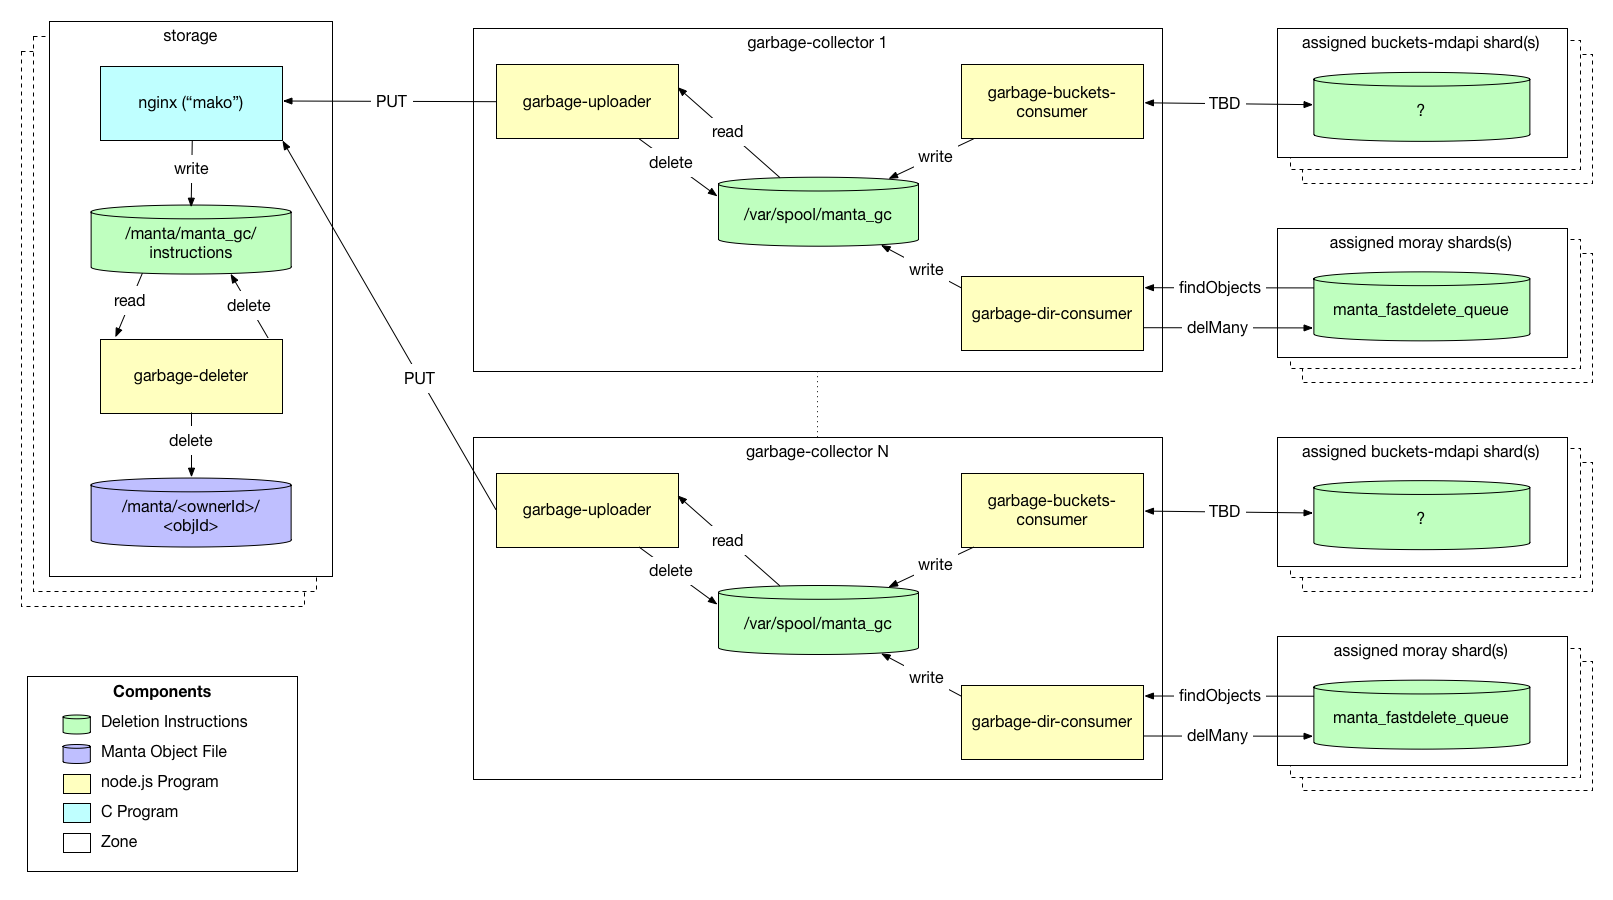 storage
nginx (“mako”)
write
/manta/manta_gc/
instructions
read
delete
garbage-deleter
delete
/manta/<ownerId>/
<objId>
PUT
PUT
garbage-collector 1
garbage-uploader
read
delete
garbage-buckets-
consumer
write
/var/spool/manta_gc
write
garbage-dir-consumer
TBD
findObjects
delMany
assigned buckets-mdapi shard(s)
?
assigned moray shards(s)
manta_fastdelete_queue
garbage-collector N
garbage-uploader
read
delete
garbage-buckets-
consumer
write
/var/spool/manta_gc
write
garbage-dir-consumer
TBD
findObjects
delMany
assigned buckets-mdapi shard(s)
?
assigned moray shard(s)
manta_fastdelete_queue
Components
Deletion Instructions
Manta Object File
node.js Program
C Program
Zone